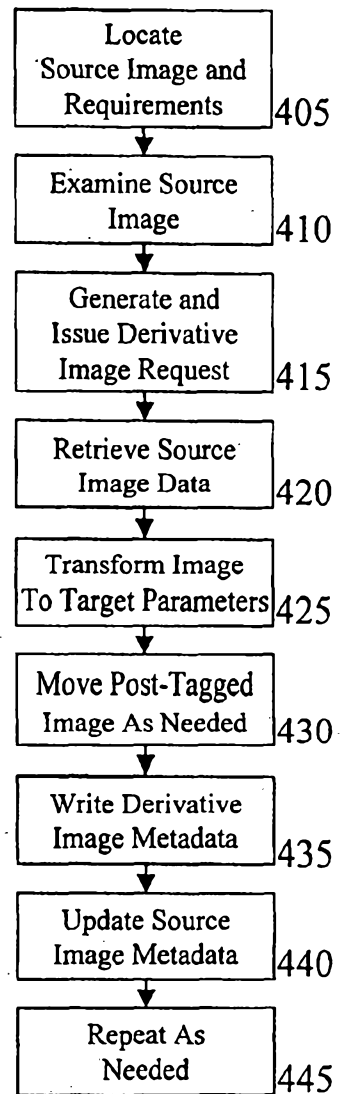 Locate
Source Image and
Requirements
405
Examine Source
Image
410
Generate and
Issue Derivative
Image Request
415
Retrieve Source
Image Data
420
Transform Image
To Target Parameters
425
Move Post-Tagged
Image As Needed
430
Write Derivative
Image Metadata
435
Update Source
Image Metadata
440
Repeat As
Needed
445